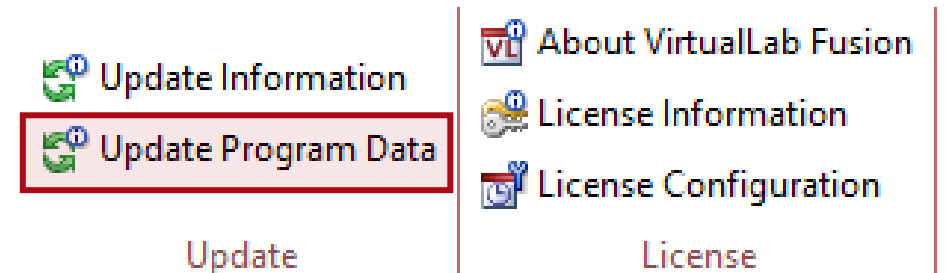 Update Information
Update Program Data
Update
VL
About VirtualLab Fusion
License Information
License Configuration
License